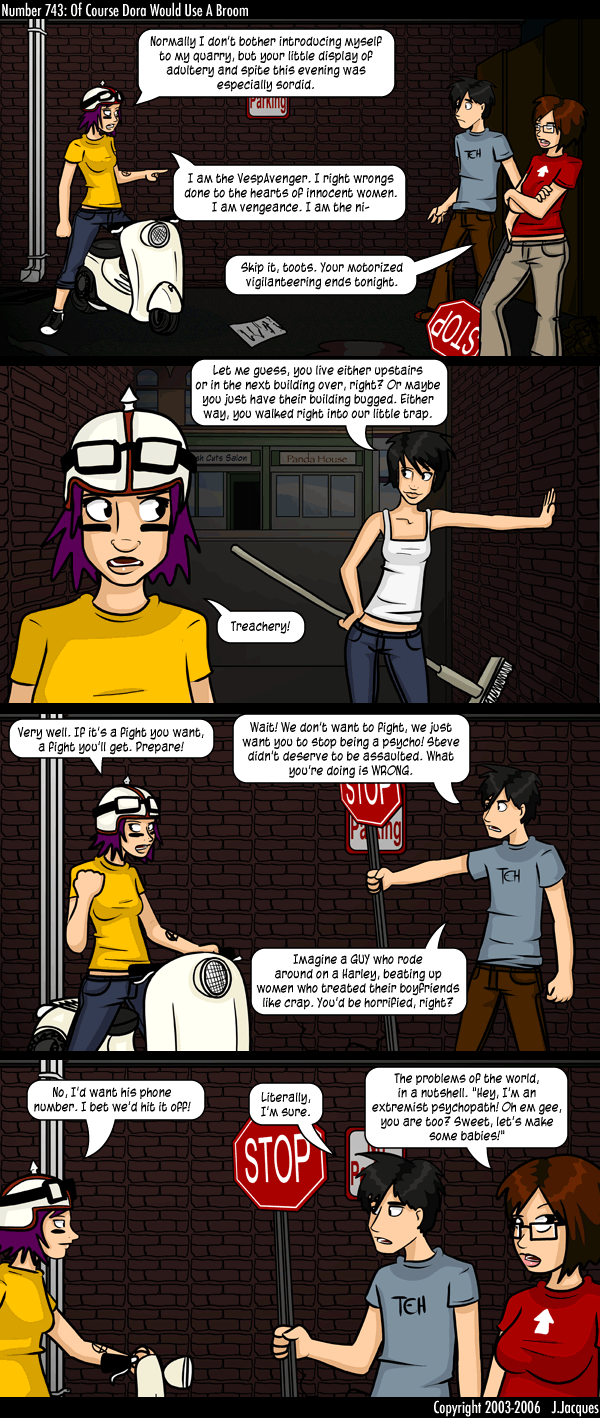 Number 743: Of Course Dora Would Use A Broom
Normally I don't bother introducing myself
to my quarry, but your little display of
adultery and spite this evening was
especially sordid.
Parking
I am the VespAvenger. I right wrongs
done to the hearts of innocent women.
I am vengeance. I am the ni-
TEH
Skip it, toots. Your motorized
vigilanteering ends tonight.
STOP
Let me guess, you live either upstairs
or in the next building over, right? Or maybe
you just have their building bugged. Either
way, you walked right into our little trap.
Cuts Salon
Panda House
Treachery!
Very well. If it's a fight you want,
a fight you'll get. Prepare!
Wait! We don't want to fight, we just
want you to stop being a psycho! Steve
didn't deserve to be assaulted. What
you're doing is WRONG.
STOP
Parking
TEH
Imagine a GUY who rode
around on a Harley, beating up
women who treated their boyfriends
like crap. You'd be horrified, right?
No, I'd want his phone
number. I bet we'd hit it off!
Literally,
I'm sure.
The problems of the world,
in a nutshell. "Hey, I'm an
extremist psychopath! Oh em gee,
you are too? Sweet, let's make
some babies!"
STOP
TEH
Copyright 2003-2006 J.Jacques